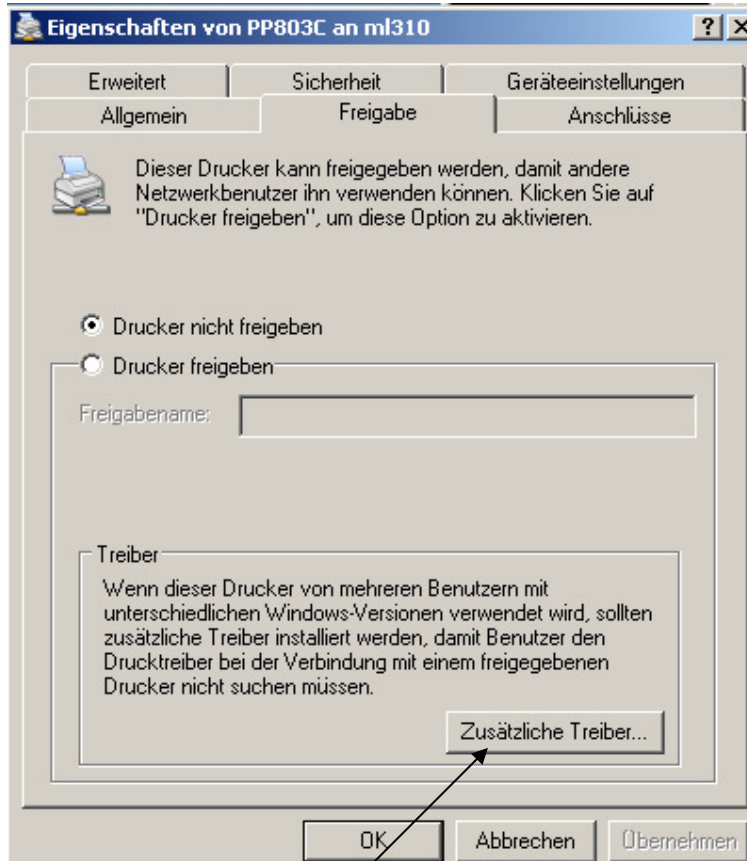 Eigenschaften von PP803C an ml310
Erweitert Sicherheit Geräteeinstellungen
Allgemein Freigabe Anschlüsse
Dieser Drucker kann freigegeben werden, damit andere
Netzwerkbenutzer ihn verwenden können. Klicken Sie auf
"Drucker freigeben", um diese Option zu aktivieren.
Drucker nicht freigeben
Drucker freigeben
Freigabename:
Treiber
Wenn dieser Drucker von mehreren Benutzern mit
unterschiedlichen Windows-Versionen verwendet wird, sollten
zusätzliche Treiber installiert werden, damit Benutzer den
Drucktreiber bei der Verbindung mit einem freigegebenen
Drucker nicht suchen müssen.
Zusätzliche Treiber...
OK Abbrechen Übernehmen